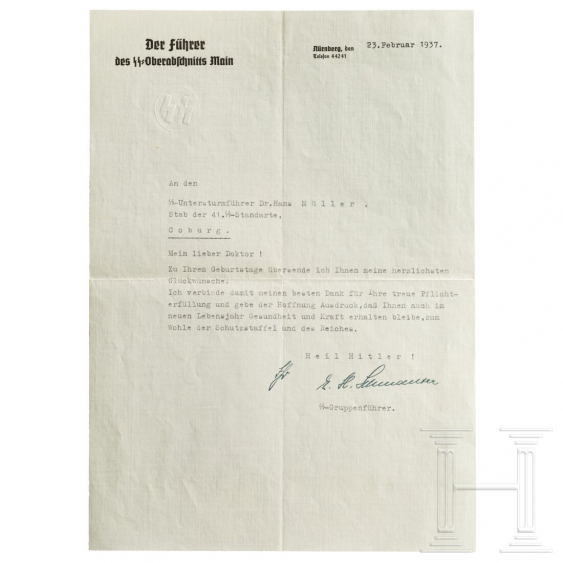 Der Führer
des ᛋᛋ-Oberabschnitts Main
Nürnberg, den 23.Februar 1937.
Telefon 44241
An den
ᛋᛋ-Untersturmführer Dr.Hans Müller,
Stab der 41.ᛋᛋ-Standarte,
Coburg.
Mein lieber Doktor !
Zu Ihrem Geburtstage übersende ich Ihnen meine herzlichsten
Glückwünsche.
Ich verbinde damit meinen besten Dank für Ihre treue Pflicht-
erfüllung und gebe der Hoffnung Ausdruck,daß Ihnen auch im
neuen Lebensjahr Gesundheit und Kraft erhalten bleibe,zum
Wohle der Schutzstaffel und des Reiches.
Heil Hitler !
ᛋᛋ-Gruppenführer.